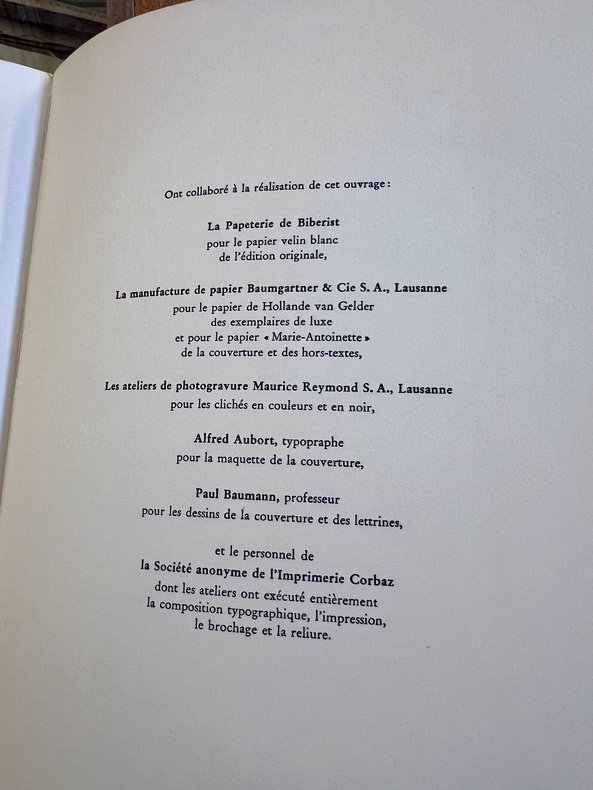 Ont collaboré à la réalisation de cet ouvrage :
La Papeterie de Biberist
pour le papier velin blanc
de l'édition originale,
La manufacture de papier Baumgartner & Cie S. A., Lausanne
pour le papier de Hollande van Gelder
des exemplaires de luxe
et pour le papier « Marie-Antoinette »
de la couverture et des hors-textes,
Les ateliers de photogravure Maurice Reymond S. A., Lausanne
pour les clichés en couleurs et en noir,
Alfred Aubort, typopraphe
pour la maquette de la couverture,
Paul Baumann, professeur
pour les dessins de la couverture et des lettrines,
et le personnel de
la Société anonyme de l'Imprimerie Corbaz
dont les ateliers ont exécuté entièrement
la composition typographique, l'impression,
le brochage et la reliure.